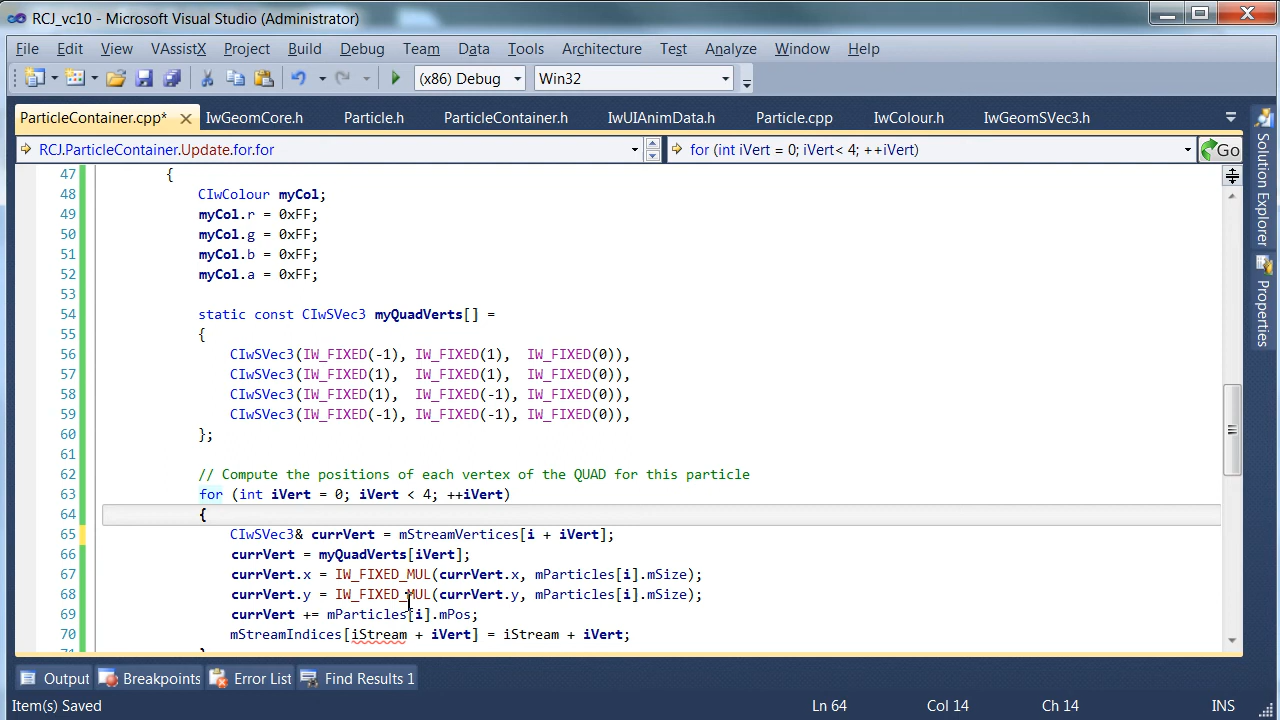 RCJ_vc10 - Microsoft Visual Studio (Administrator)
File Edit View VAssistX Project Build Debug Team Data Tools Architecture Test Analyze Window Help
(x86) Debug Win32
ParticleContainer.cpp* IwGeomCore.h Particle.h ParticleContainer.h IwUIAnimData.h Particle.cpp IwColour.h IwGeomSVec3.h
RCJ.ParticleContainer.Update.for.for for (int iVert = 0; iVert< 4; ++iVert) Go
47 {
48 CIwColour myCol;
49 myCol.r = 0xFF;
50 myCol.g = 0xFF;
51 myCol.b = 0xFF;
52 myCol.a = 0xFF;
53
54 static const CIwSVec3 myQuadVerts[] =
55 {
56 CIwSVec3(IW_FIXED(-1), IW_FIXED(1), IW_FIXED(0)),
57 CIwSVec3(IW_FIXED(1), IW_FIXED(1), IW_FIXED(0)),
58 CIwSVec3(IW_FIXED(1), IW_FIXED(-1), IW_FIXED(0)),
59 CIwSVec3(IW_FIXED(-1), IW_FIXED(-1), IW_FIXED(0)),
60 };
61
62 // Compute the positions of each vertex of the QUAD for this particle
63 for (int iVert = 0; iVert < 4; ++iVert)
64 {
65 CIwSVec3& currVert = mStreamVertices[i + iVert];
66 currVert = myQuadVerts[iVert];
67 currVert.x = IW_FIXED_MUL(currVert.x, mParticles[i].mSize);
68 currVert.y = IW_FIXED_MUL(currVert.y, mParticles[i].mSize);
69 currVert += mParticles[i].mPos;
70 mStreamIndices[iStream + iVert] = iStream + iVert;
Solution Explorer
Properties
Output Breakpoints Error List Find Results 1
Item(s) Saved Ln 64 Col 14 Ch 14 INS